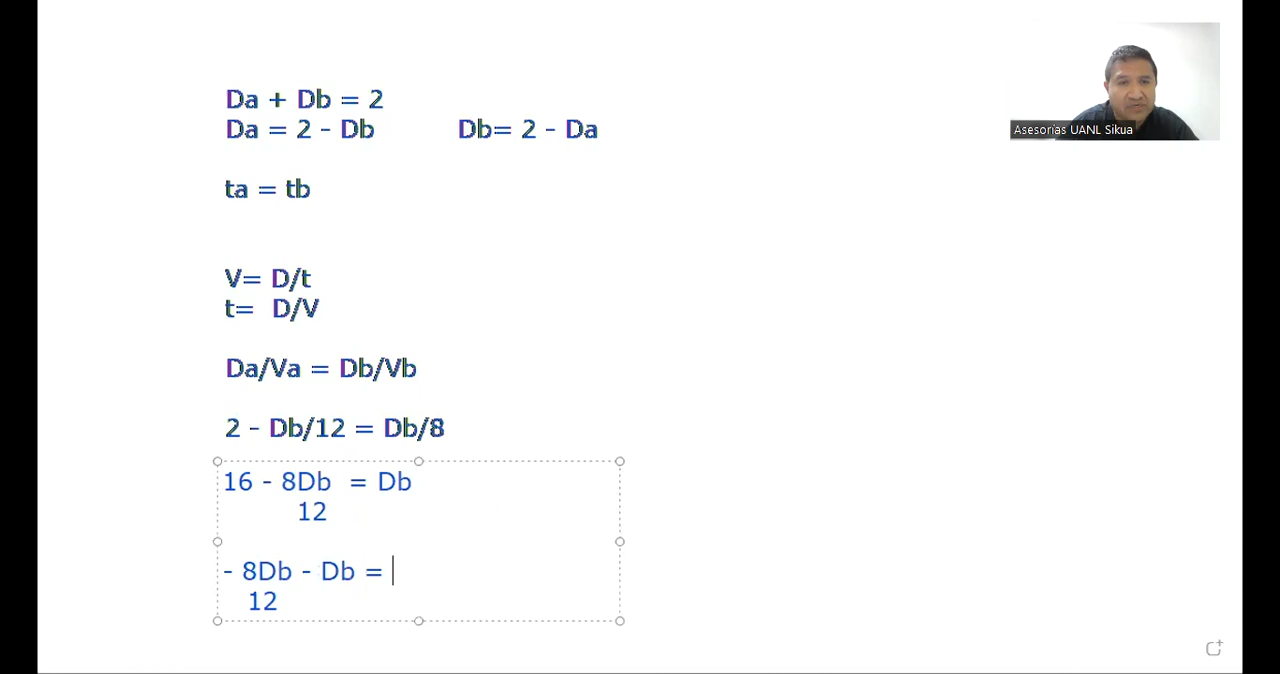 Da + Db = 2
Da = 2 - Db Db= 2 - Da
ta = tb
V= D/t
t= D/V
Da/Va = Db/Vb
2 - Db/12 = Db/8
16 - 8Db = Db
12
- 8Db - Db =
12
Asesorías UANL Sikua